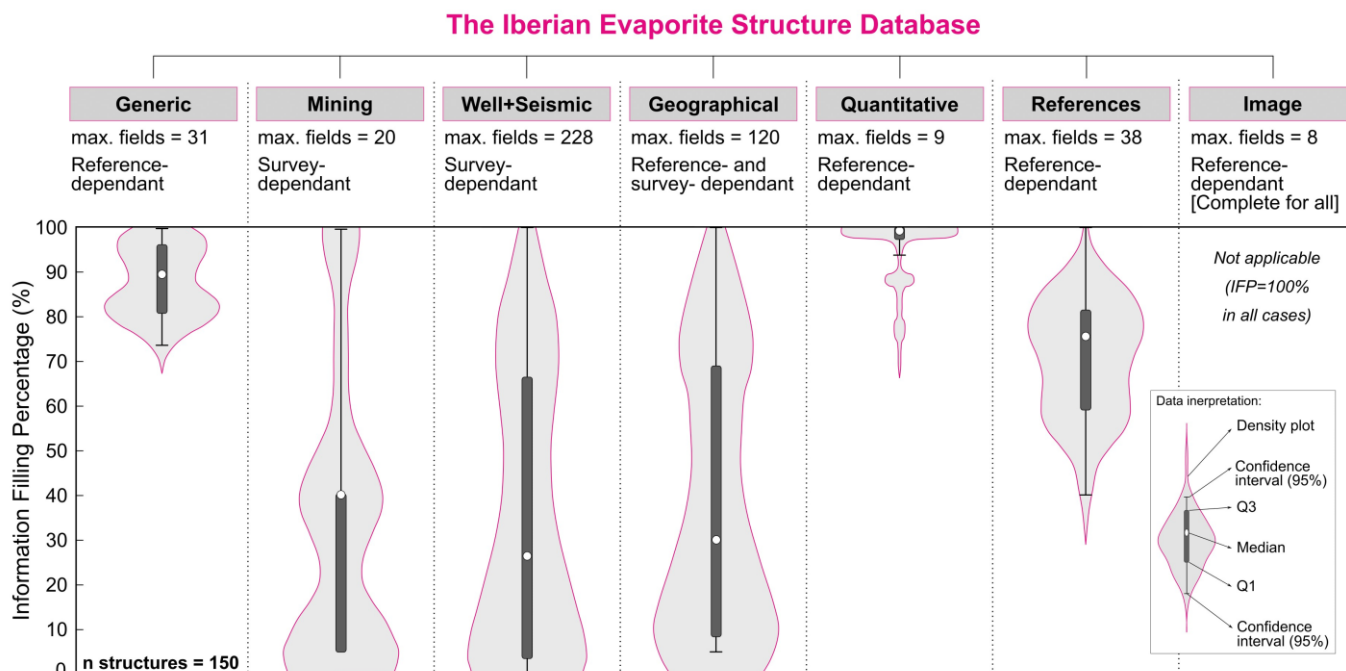 The Iberian Evaporite Structure Database
Generic
max. fields = 31
Reference-
dependant
Mining
max. fields = 20
Survey-
dependant
Well+Seismic
max. fields = 228
Survey-
dependant
Geographical
max. fields = 120
Reference- and
survey- dependant
Quantitative
max. fields = 9
Reference-
dependant
References
max. fields = 38
Reference-
dependant
Image
max. fields = 8
Reference-
dependant
[Complete for all]
Information Filling Percentage (%)
100
90
80
70
60
50
40
30
20
10
0
n structures = 150
Not applicable
(IFP=100%
in all cases)
Data inerpretation:
Density plot
Confidence
interval (95%)
Q3
Median
Q1
Confidence
interval (95%)